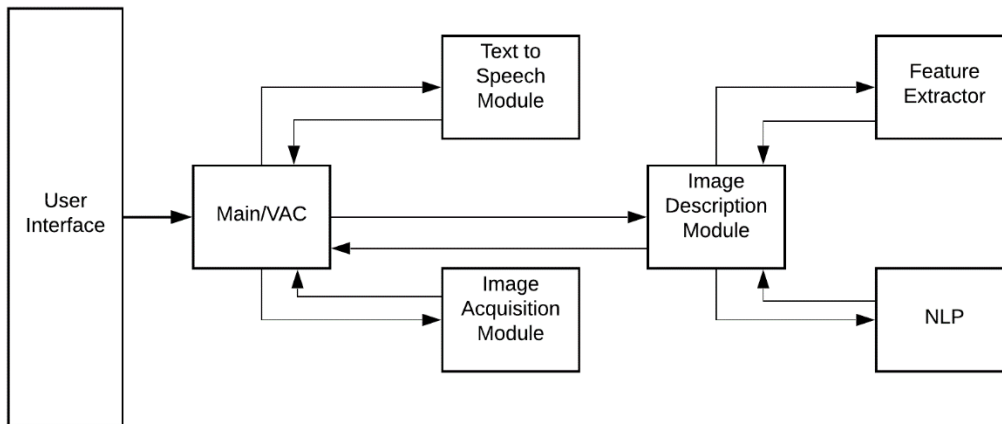 User
Interface
Main/VAC
Text to
Speech
Module
Image
Acquisition
Module
Image
Description
Module
Feature
Extractor
NLP